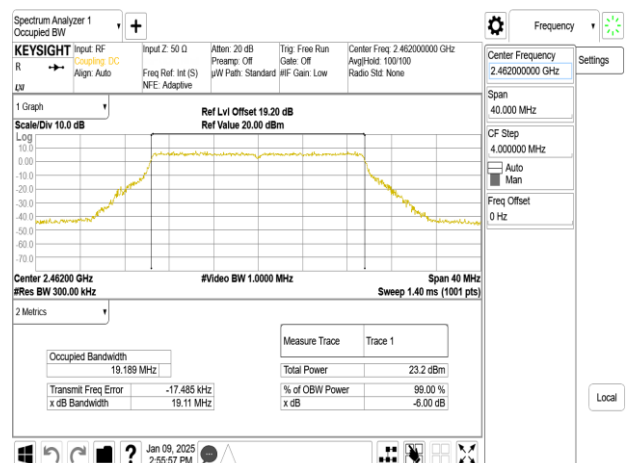 Spectrum Analyzer 1
Occupied BW
Frequency
KEYSIGHT
Input: RF
Coupling: DC
Align: Auto
Input Z: 50 Ω
Freq Ref: Int (S)
NFE: Adaptive
Atten: 20 dB
Preamp: Off
µW Path: Standard
Trig: Free Run
Gate: Off
#IF Gain: Low
Center Freq: 2.462000000 GHz
Avg|Hold: 100/100
Radio Std: None
R
LXI
Center Frequency
2.462000000 GHz
Settings
Span
40.000 MHz
CF Step
4.000000 MHz
Auto
Man
Freq Offset
0 Hz
Local
1 Graph
Scale/Div 10.0 dB
Ref Lvl Offset 19.20 dB
Ref Value 20.00 dBm
Log
10.0
0.00
-10.0
-20.0
-30.0
-40.0
-50.0
-60.0
-70.0
Center 2.46200 GHz
#Video BW 1.0000 MHz
Span 40 MHz
#Res BW 300.00 kHz
Sweep 1.40 ms (1001 pts)
2 Metrics
Measure Trace Trace 1
Occupied Bandwidth
19.189 MHz
Total Power 23.2 dBm
Transmit Freq Error -17.485 kHz
% of OBW Power 99.00 %
x dB Bandwidth 19.11 MHz
x dB -6.00 dB
?
Jan 09, 2025
2:55:57 PM